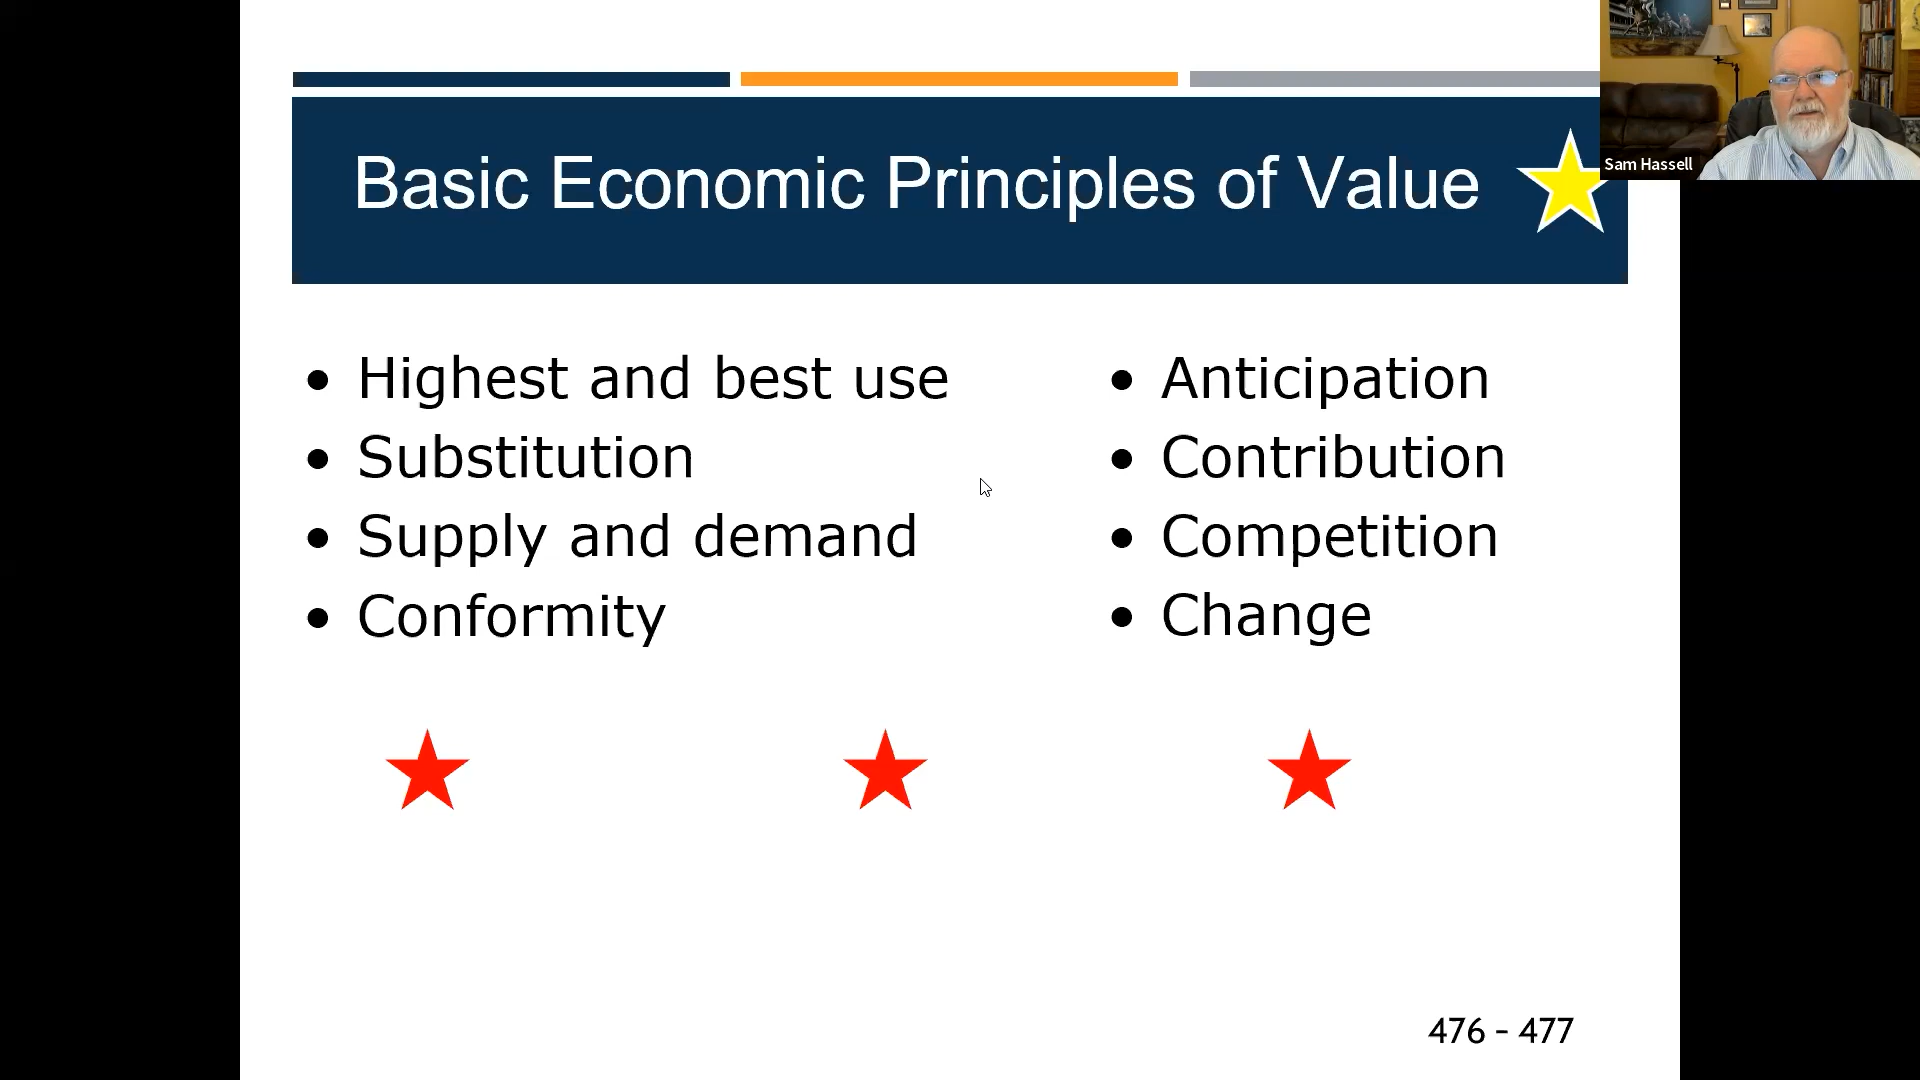 Basic Economic Principles of Value
Sam Hassell
• Highest and best use
• Substitution
• Supply and demand
• Conformity
• Anticipation
• Contribution
• Competition
• Change
476 – 477